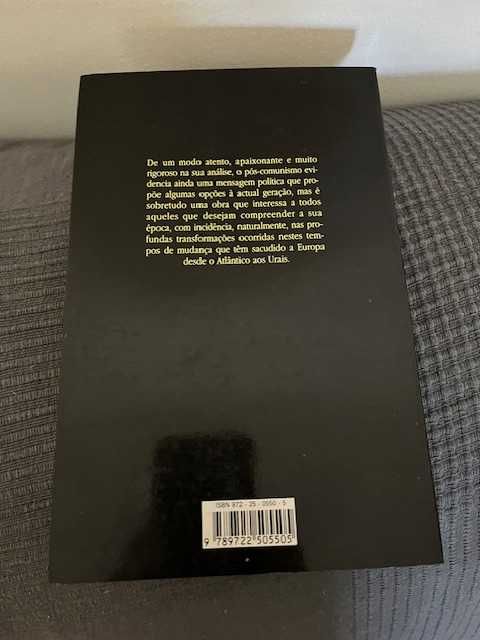 De um modo atento, apaixonante e muito
rigoroso na sua análise, o pós-comunismo evi-
dencia ainda uma mensagem política que pro-
põe algumas opções à actual geração, mas é
sobretudo uma obra que interessa a todos
aqueles que desejam compreender a sua
época, com incidência, naturalmente, nas pro-
fundas transformações ocorridas nestes tem-
pos de mudança que têm sacudido a Europa
desde o Atlântico aos Urais.
ISBN 972 - 25 - 0550 - 5
9 789722 505505